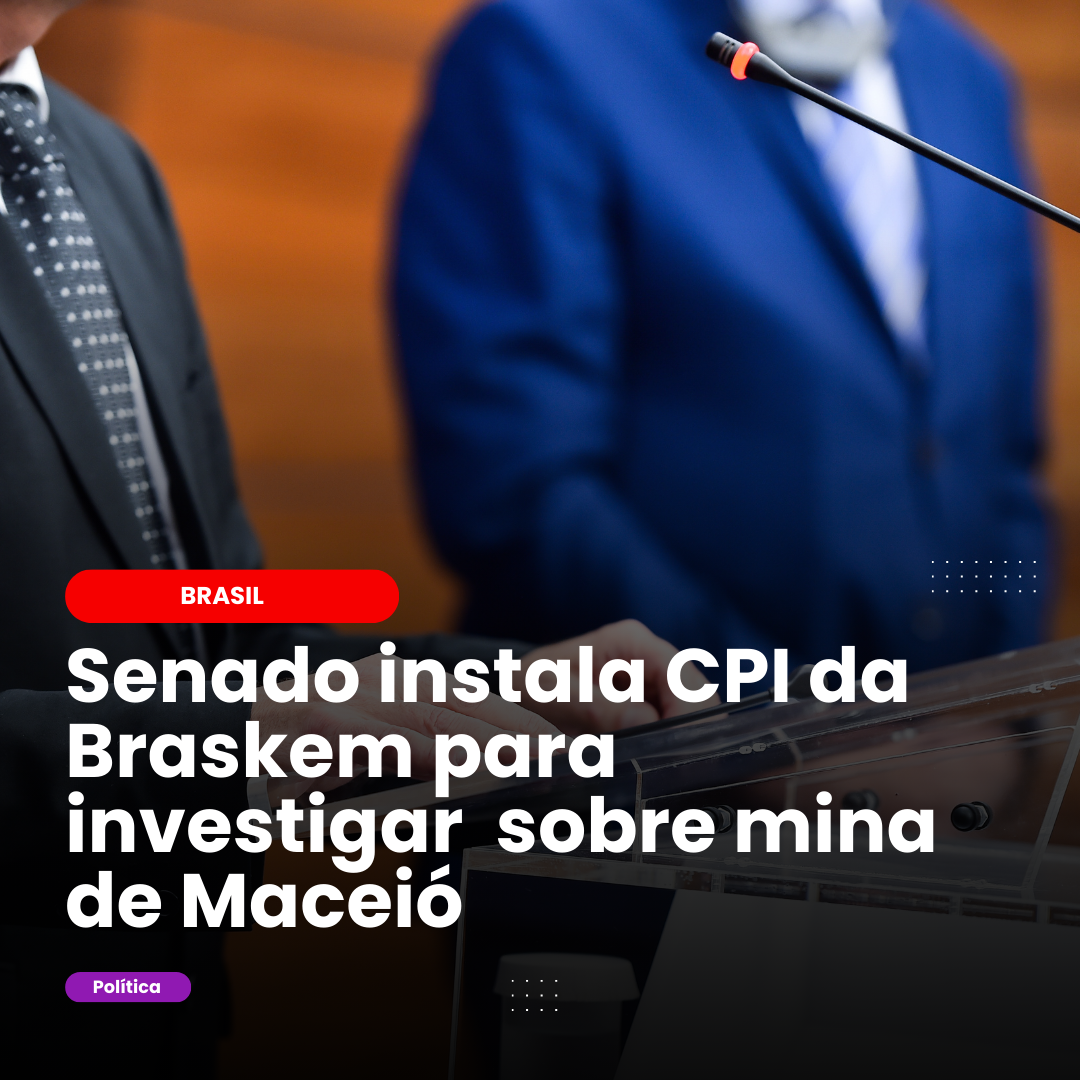 BRASIL
Senado instala CPI da
Braskem para
investigar  sobre mina
de Maceió
Política